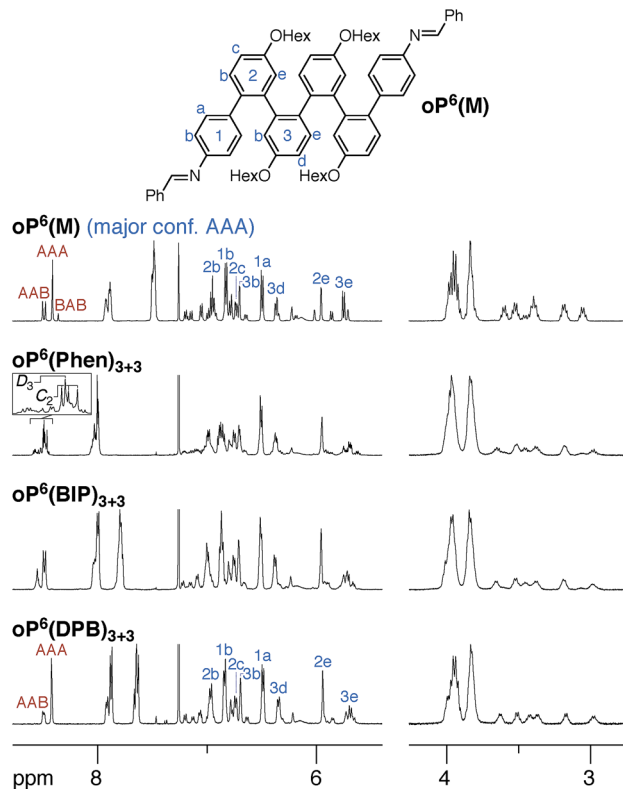 Ph
OHex
OHex
N
c
2
b
e
a
oP⁶(M)
b
1
b
3
e
N
d
Ph
HexO
HexO
oP⁶(M) (major conf. AAA)
AAA
AAB
BAB
2b
1b
2c
3b
1a
3d
2e
3e
oP⁶(Phen)₃₊₃
D₃
C₂
oP⁶(BIP)₃₊₃
oP⁶(DPB)₃₊₃
AAA
AAB
2b
1b
2c
3b
1a
3d
2e
3e
ppm 8 6 4 3